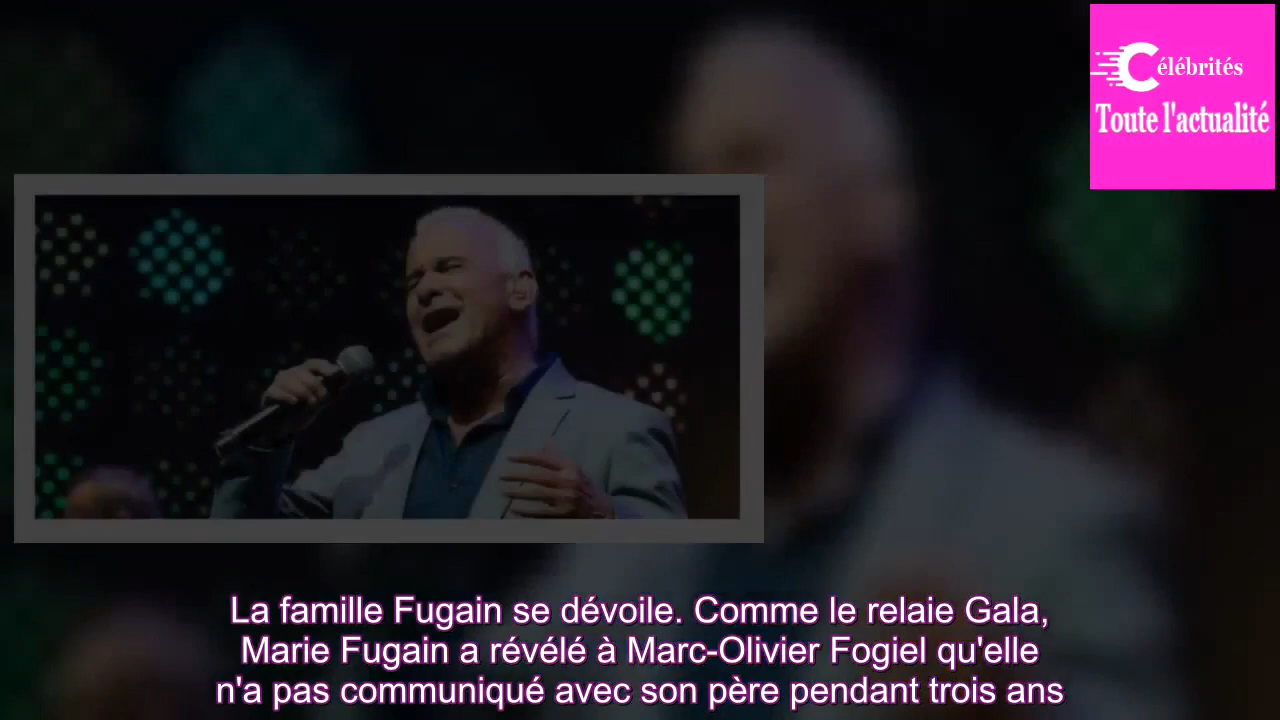 Célébrités
Toute l'actualité
La famille Fugain se dévoile. Comme le relaie Gala,
Marie Fugain a révélé à Marc-Olivier Fogiel qu'elle
n'a pas communiqué avec son père pendant trois ans